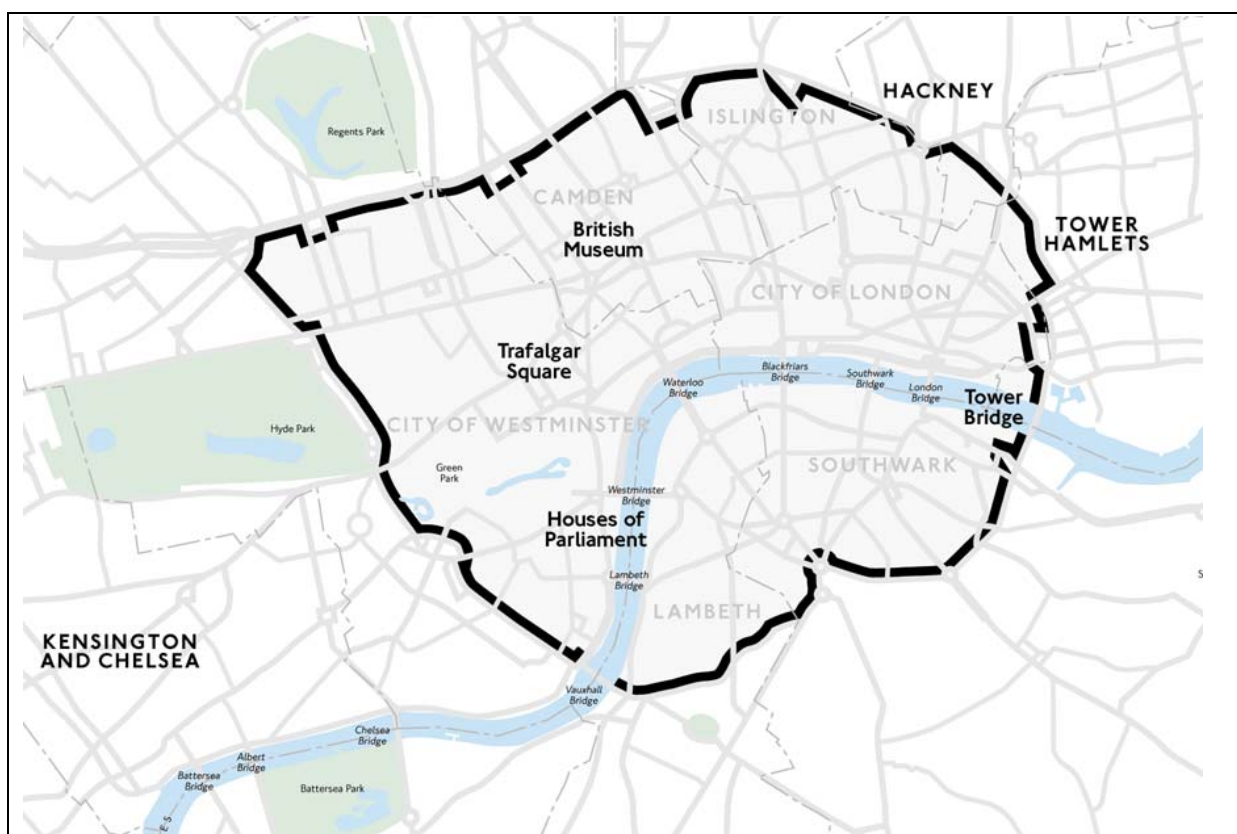 HACKNEY
ISLINGTON
Regents Park
CAMDEN
British
Museum
TOWER
HAMLETS
CITY OF LONDON
Trafalgar
Square
Blackfriars
Bridge
Waterloo
Bridge
Southwark
Bridge
London
Bridge
Tower
Bridge
CITY OF WESTMINSTER
Hyde Park
Green
Park
SOUTHWARK
Westminster
Bridge
Houses of
Parliament
Lambeth
Bridge
S
LAMBETH
KENSINGTON
AND CHELSEA
Vauxhall
Bridge
Chelsea
Bridge
Albert
Bridge
Battersea
Bridge
Battersea Park
E S